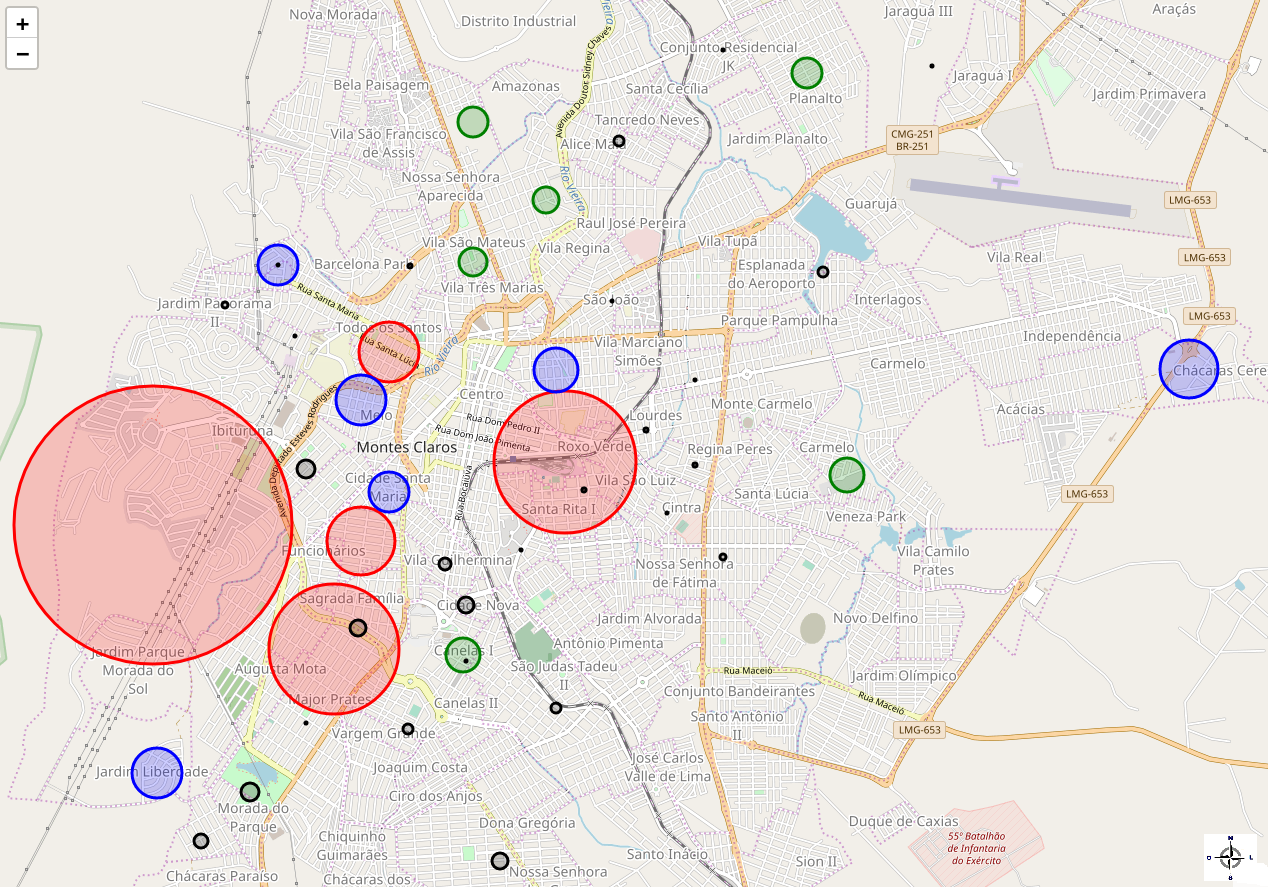 +
−
Nova Morada
Distrito Industrial
Jaraguá III
Araçás
Conjunto Residencial
JK
Jaraguá I
Bela Paisagem
Amazonas
Santa Cecília
Planalto
Jardim Primavera
Avenida Doutor Sidney Chaves
Vila São Francisco
de Assis
Tancredo Neves
Alice Ma
Jardim Planalto
CMG-251
BR-251
Rio Vieira
Nossa Senhora
Aparecida
LMG-653
Guarujá
Raul José Pereira
Vila São Mateus
Vila Regina
Vila Tupã
Vila Real
LMG-653
Barcelona Park
Esplanada
do Aeroporto
Vila Três Marias
Rua Santa Maria
Jardim Panorama
II
São João
Interlagos
LMG-653
Todos os Santos
Rua Santa Lúcia
Rio Vieira
Parque Pampulha
Vila Marciano
Simões
Independência
Carmelo
Chácaras Cere
Centro
Melo
Avenida Deputado Esteves Rodrigues
Monte Carmelo
Acácias
Lourdes
Rua Dom Pedro II
Rua Dom João Pimenta
Ibituruna
Montes Claros
Roxo Verde
Regina Peres
Carmelo
Cidade Santa
Maria
Rua Bocaiúva
Vila São Luiz
Santa Lúcia
LMG-653
Santa Rita I
Cintra
Veneza Park
Funcionários
Vila Guilhermina
Nossa Senhora
de Fátima
Vila Camilo
Prates
Sagrada Família
Cidade Nova
Jardim Alvorada
Novo Delfino
Jardim Parque
Morada do
Sol
Canelas I
Antônio Pimenta
Augusta Mota
São Judas Tadeu
II
Rua Maceió
Jardim Olímpico
Major Prates
Canelas II
Conjunto Bandeirantes
Rua Maceió
Santo Antônio
II
LMG-653
Vargem Grande
Jardim Liberdade
Joaquim Costa
José Carlos
Valle de Lima
Ciro dos Anjos
Morada do
Parque
Dona Gregória
Duque de Caxias
Chiquinho
Guimarães
55º Batalhão
de Infantaria
do Exército
Santo Inácio
Sion II
Chácaras Paraíso
Chácaras dos
Nossa Senhora
N
O
L
S